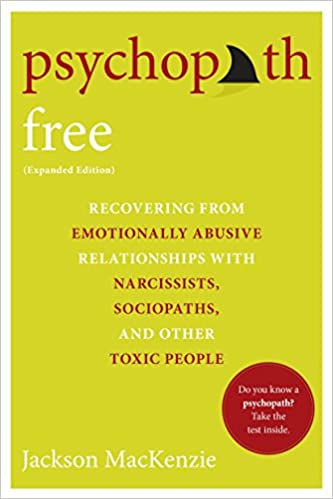 psychopath
free
(Expanded Edition)
RECOVERING FROM
EMOTIONALLY ABUSIVE
RELATIONSHIPS WITH
NARCISSISTS,
SOCIOPATHS,
AND OTHER
TOXIC PEOPLE
Do you know a
psychopath?
Take the
test inside.
Jackson MacKenzie